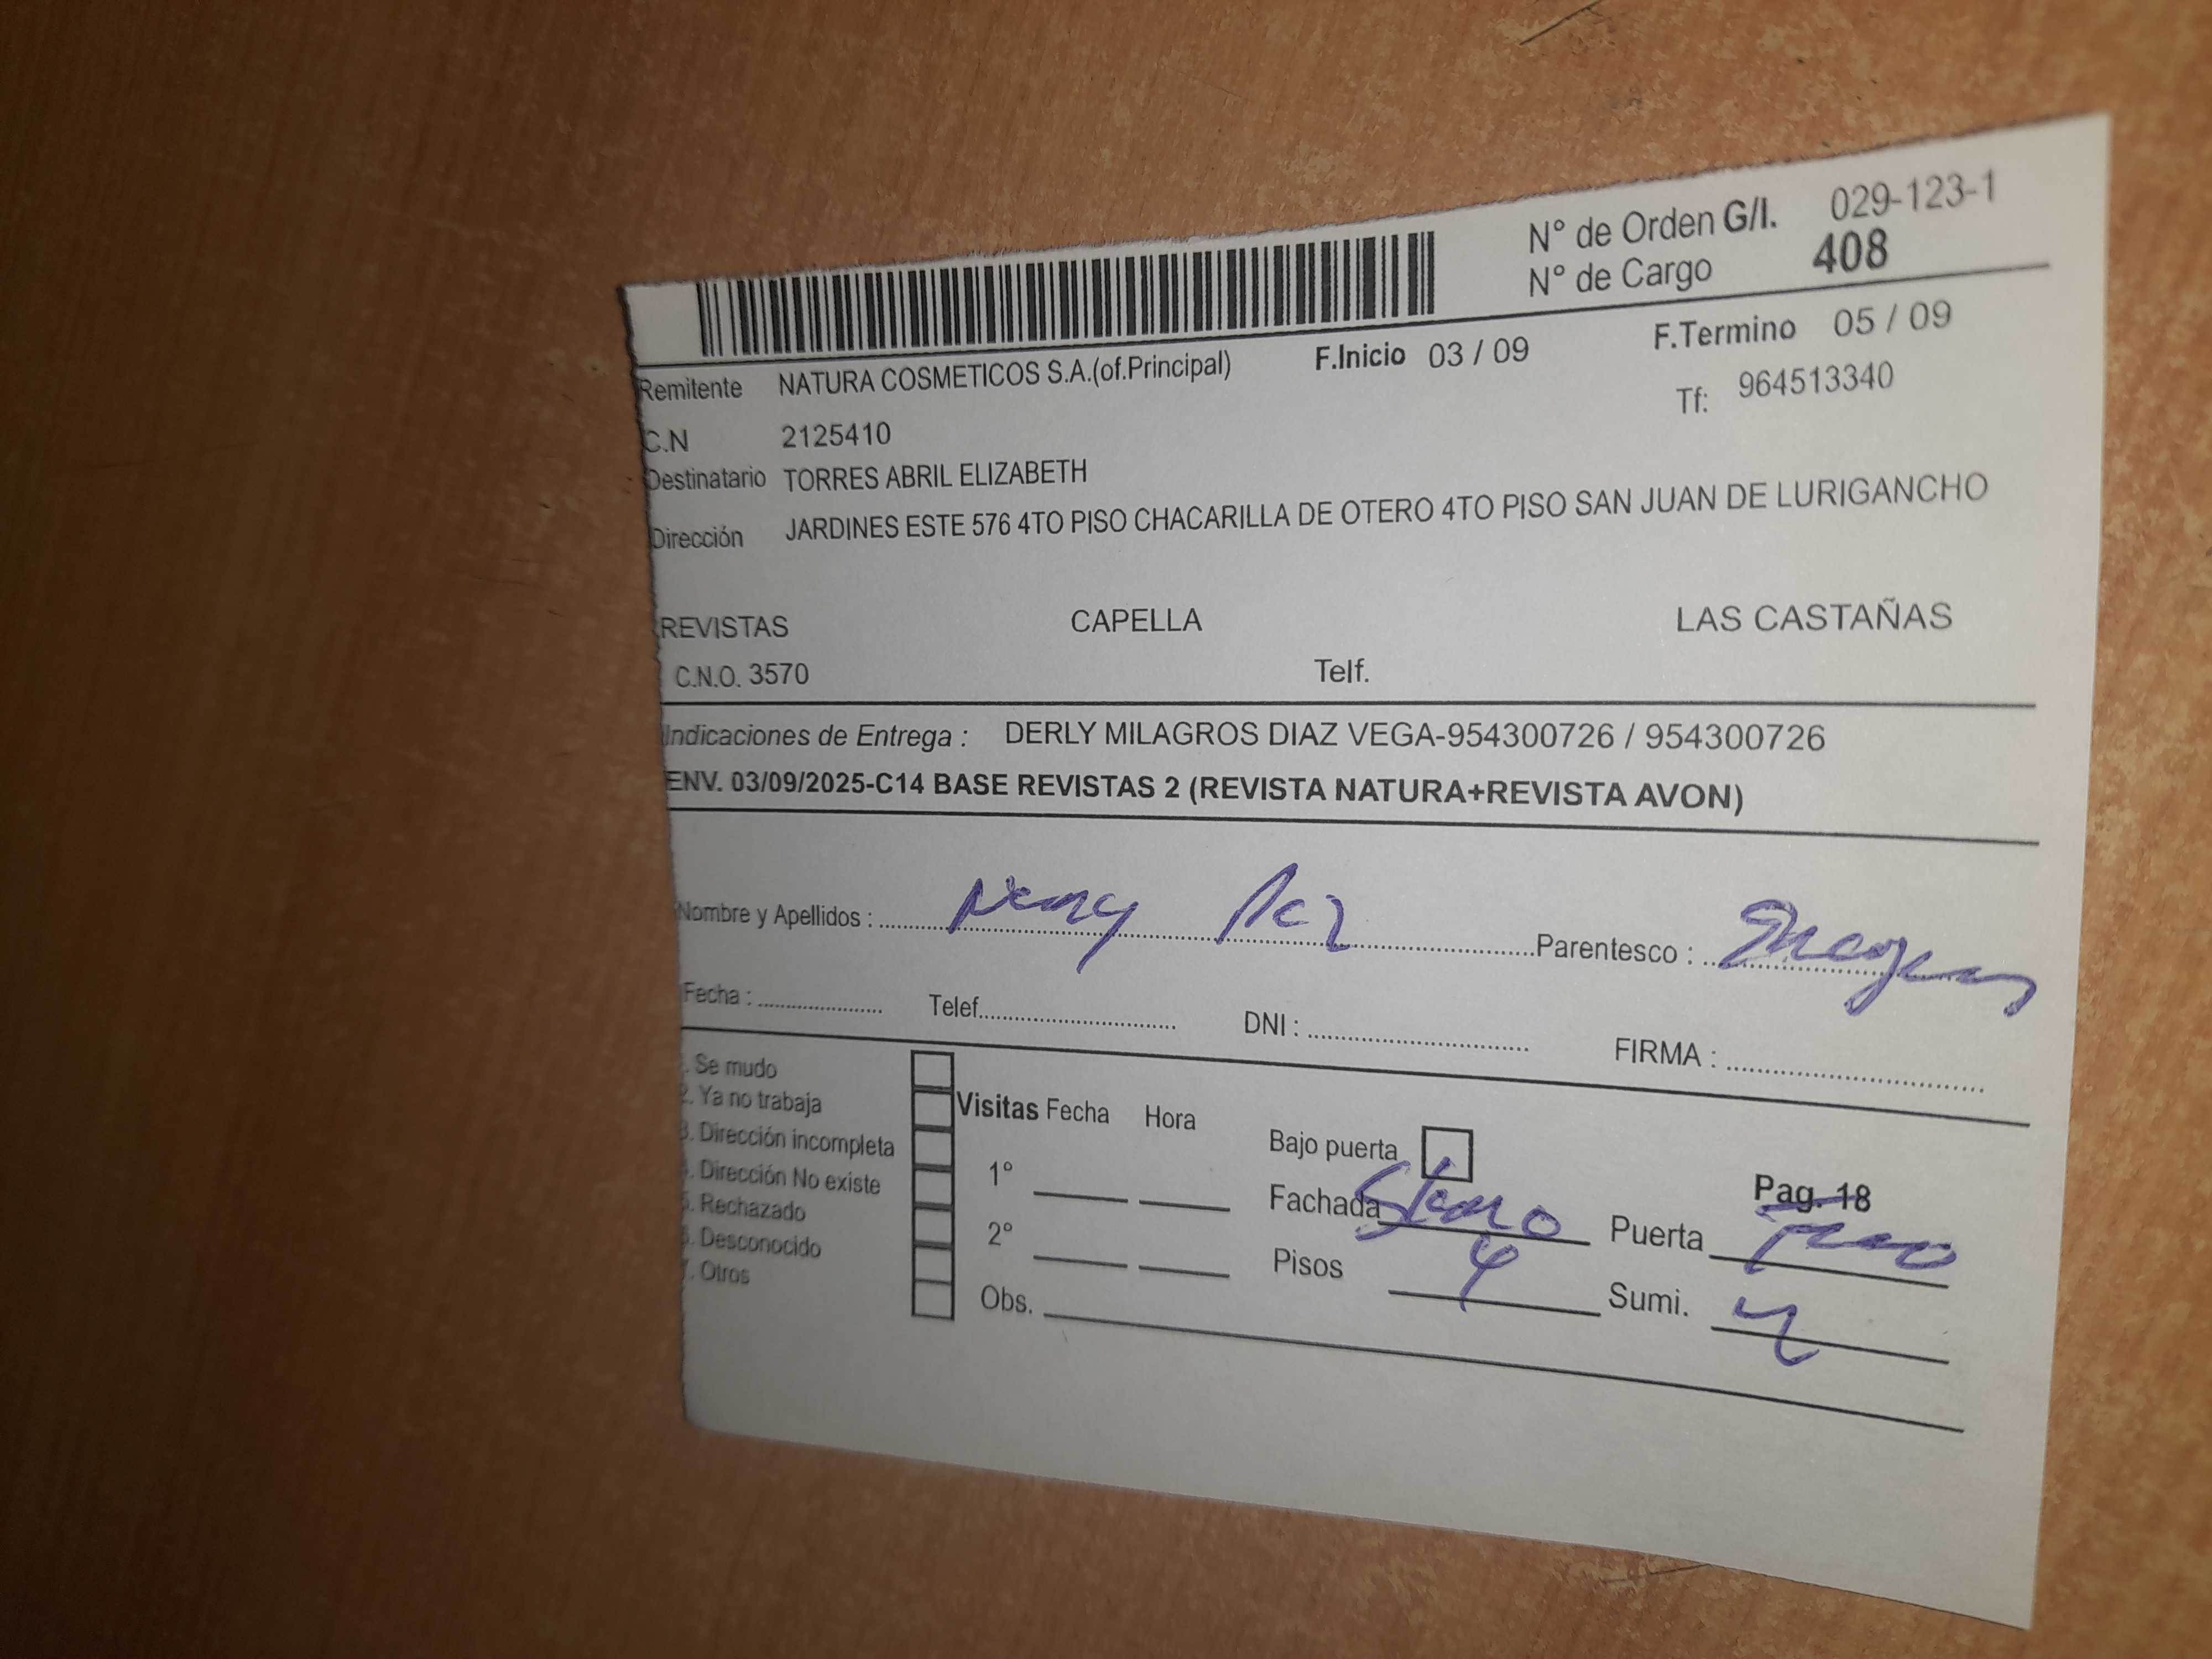 N° de Orden G/I. 029-123-1
N° de Cargo 408
Remitente NATURA COSMETICOS S.A.(of.Principal) F.Inicio 03 / 09 F.Termino 05 / 09
Tf: 964513340
C.N 2125410
Destinatario TORRES ABRIL ELIZABETH
Dirección JARDINES ESTE 576 4TO PISO CHACARILLA DE OTERO 4TO PISO SAN JUAN DE LURIGANCHO
REVISTAS CAPELLA LAS CASTAÑAS
C.N.O. 3570 Telf.
Indicaciones de Entrega : DERLY MILAGROS DIAZ VEGA-954300726 / 954300726
ENV. 03/09/2025-C14 BASE REVISTAS 2 (REVISTA NATURA+REVISTA AVON)
Nombre y Apellidos : Parentesco :
Fecha : Telef. DNI : FIRMA :
. Se mudo
2. Ya no trabaja Visitas Fecha Hora
3. Dirección incompleta Bajo puerta
. Dirección No existe 1° Fachada Puerta Pag. 18
5. Rechazado
6. Desconocido 2° Pisos 4 Sumi.
7. Otros Obs.